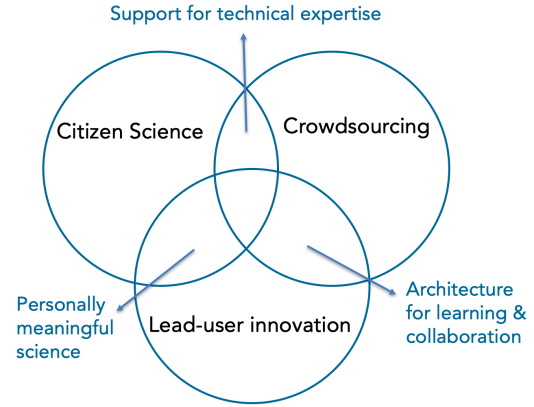 Support for technical expertise
Citizen Science
Crowdsourcing
Personally
meaningful
science
Lead-user innovation
Architecture
for learning &
collaboration